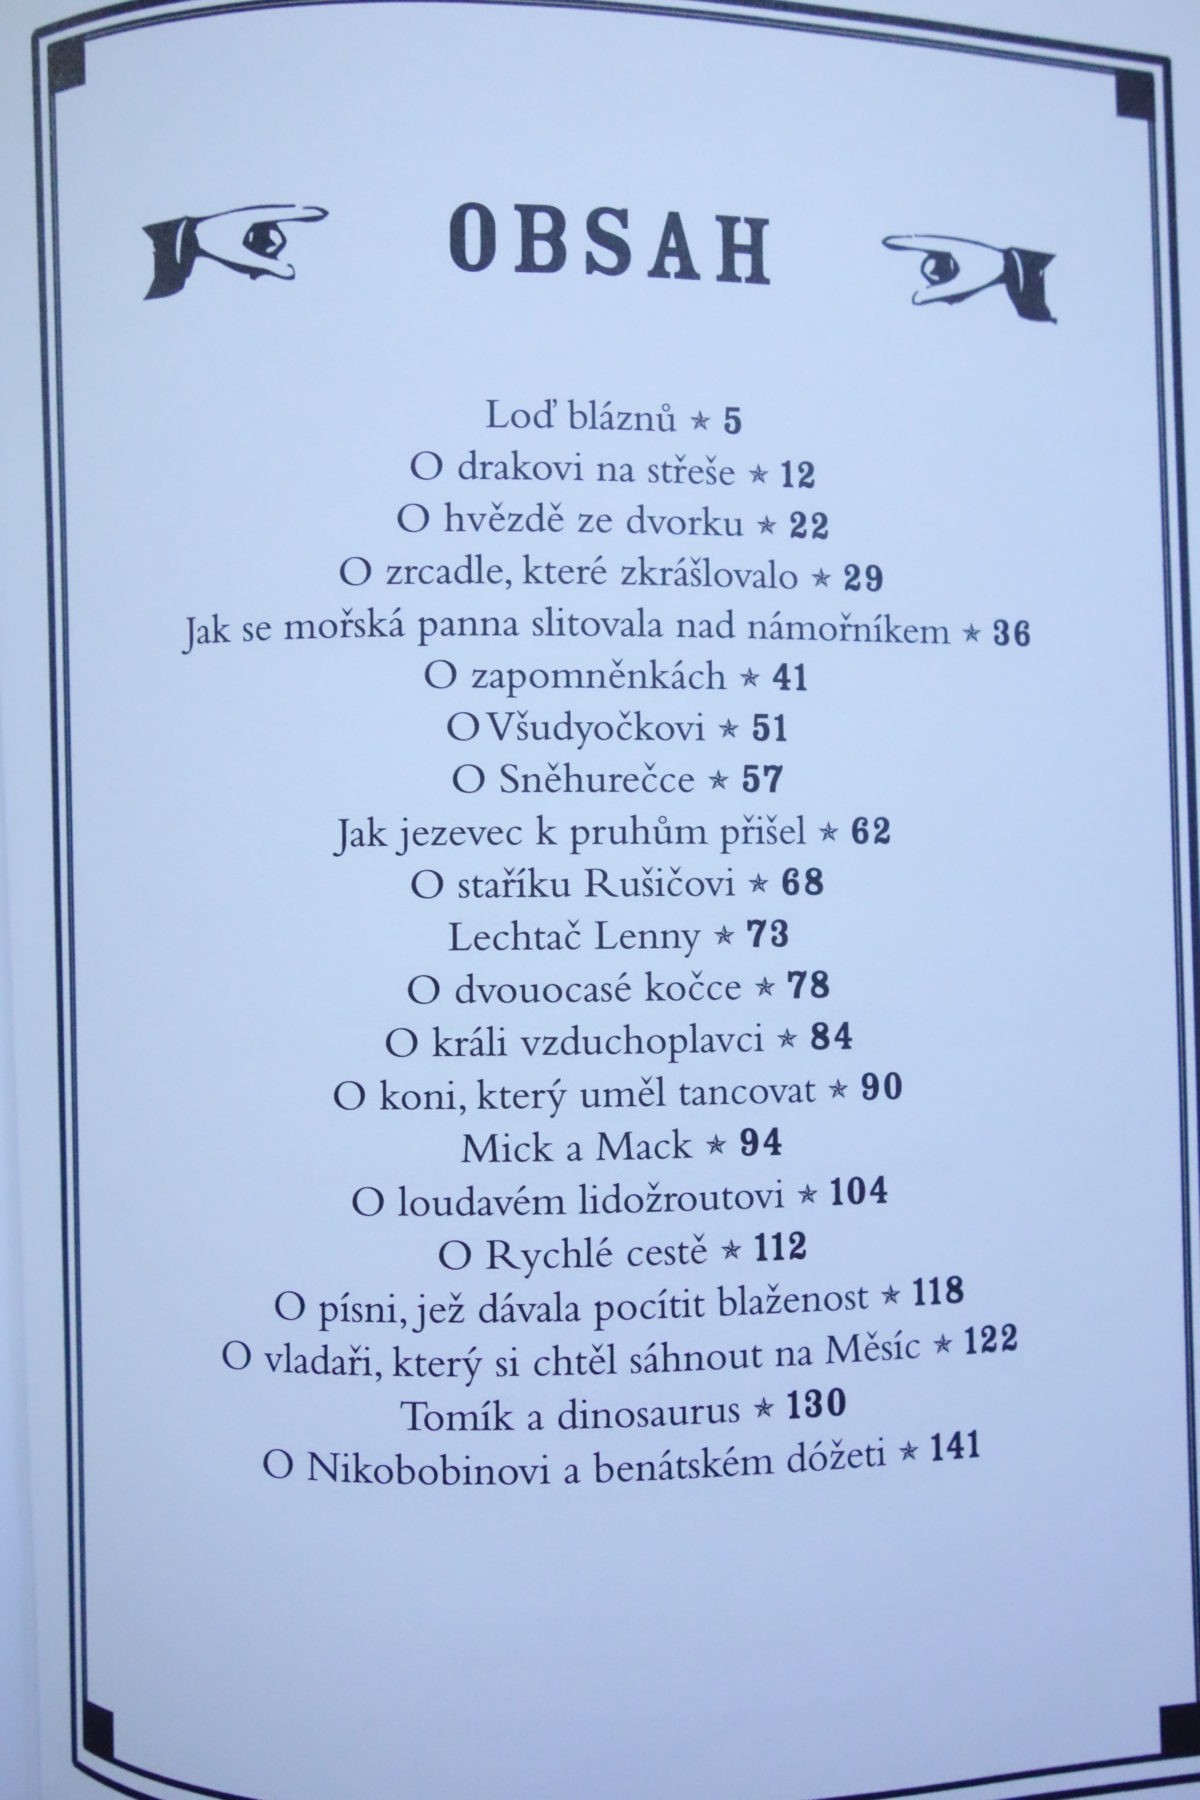 OBSAH
Loď bláznů ✯ 5
O drakovi na střeše ✯ 12
O hvězdě ze dvorku ✯ 22
O zrcadle, které zkrášlovalo ✯ 29
Jak se mořská panna slitovala nad námořníkem ✯ 36
O zapomněnkách ✯ 41
O Všudyočkovi ✯ 51
O Sněhurečce ✯ 57
Jak jezevec k pruhům přišel ✯ 62
O staříku Rušičovi ✯ 68
Lechtač Lenny ✯ 73
O dvouocasé kočce ✯ 78
O králi vzduchoplavci ✯ 84
O koni, který uměl tancovat ✯ 90
Mick a Mack ✯ 94
O loudavém lidožroutovi ✯ 104
O Rychlé cestě ✯ 112
O písni, jež dávala pocítit blaženost ✯ 118
O vladaři, který si chtěl sáhnout na Měsíc ✯ 122
Tomík a dinosaurus ✯ 130
O Nikobobinovi a benátském dóžeti ✯ 141